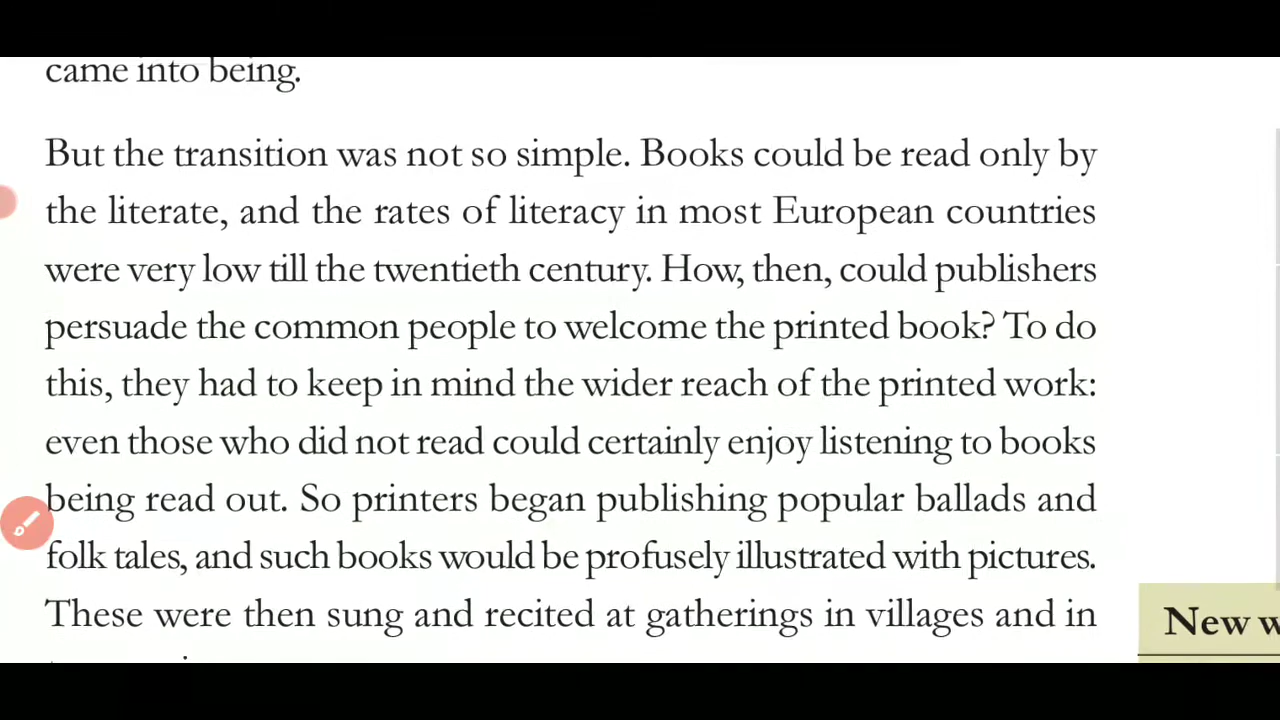 came into being.
But the transition was not so simple. Books could be read only by
the literate, and the rates of literacy in most European countries
were very low till the twentieth century. How, then, could publishers
persuade the common people to welcome the printed book? To do
this, they had to keep in mind the wider reach of the printed work:
even those who did not read could certainly enjoy listening to books
being read out. So printers began publishing popular ballads and
folk tales, and such books would be profusely illustrated with pictures.
These were then sung and recited at gatherings in villages and in
New w